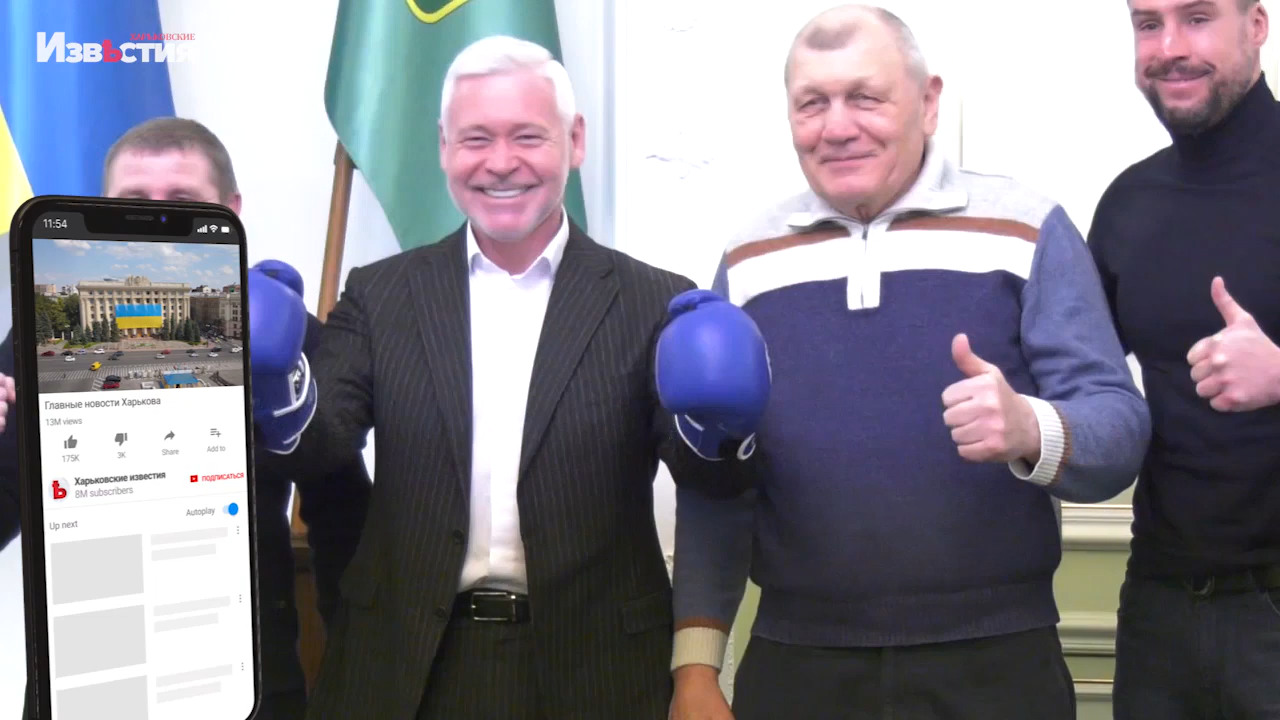 ХАРЬКОВСКИЕ
ИзвѢстия
11:54
Главные новости Харькова
13M views
175K
3K
Share
Add to
Ѣ
Харьковские известия
8M subscribers
ПОДПИСАТЬСЯ
Up next
Autoplay